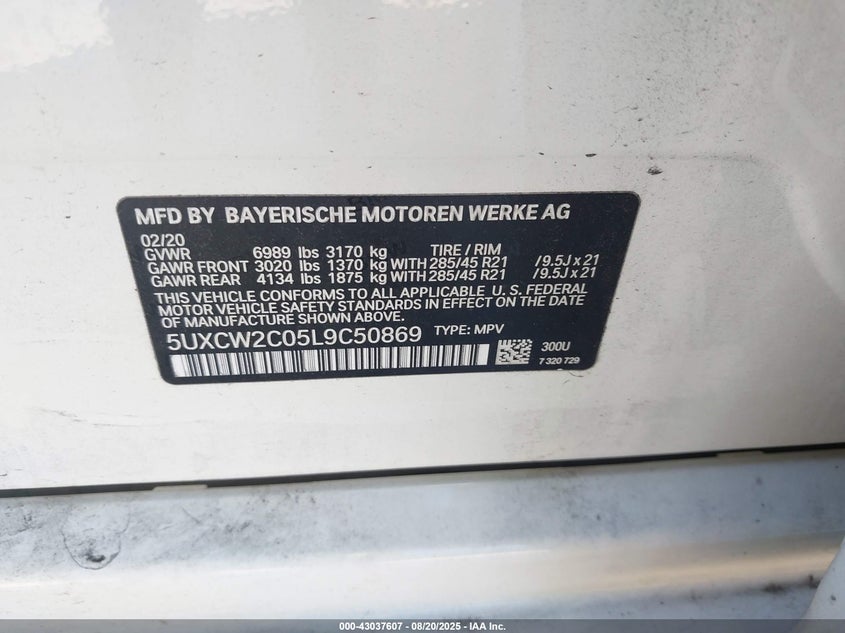 MFD BY BAYERISCHE MOTOREN WERKE AG
02/20
GVWR 6989 lbs 3170 kg TIRE / RIM
GAWR FRONT 3020 lbs 1370 kg WITH 285/45 R21 /9.5J x 21
GAWR REAR 4134 lbs 1875 kg WITH 285/45 R21 /9.5J x 21
THIS VEHICLE CONFORMS TO ALL APPLICABLE U. S. FEDERAL
MOTOR VEHICLE SAFETY STANDARDS IN EFFECT ON THE DATE
OF MANUFACTURE SHOWN ABOVE.
5UXCW2C05L9C50869 TYPE: MPV
300U
7 320 729
000-43037607 - 08/20/2025 - IAA Inc.